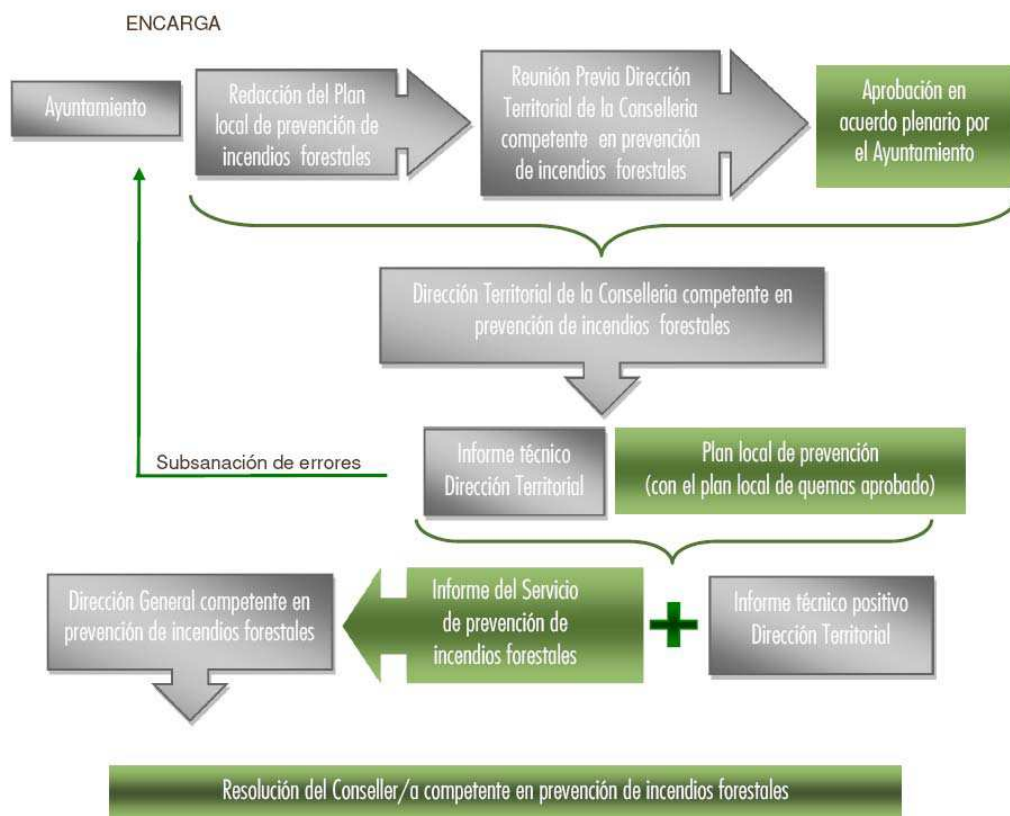 ENCARGA
Ayuntamiento
Redacción del Plan
local de prevención de
incendios forestales
Reunión Previa Dirección
Territorial de la Conselleria
competente en prevención
de incendios forestales
Aprobación en
acuerdo plenario por
el Ayuntamiento
Dirección Territorial de la Conselleria competente en
prevención de incendios forestales
Subsanación de errores
Informe técnico
Dirección Territorial
Plan local de prevención
(con el plan local de quemas aprobado)
Dirección General competente en
prevención de incendios forestales
Informe del Servicio
de prevención de
incendios forestales
Informe técnico positivo
Dirección Territorial
Resolución del Conseller/a competente en prevención de incendios forestales